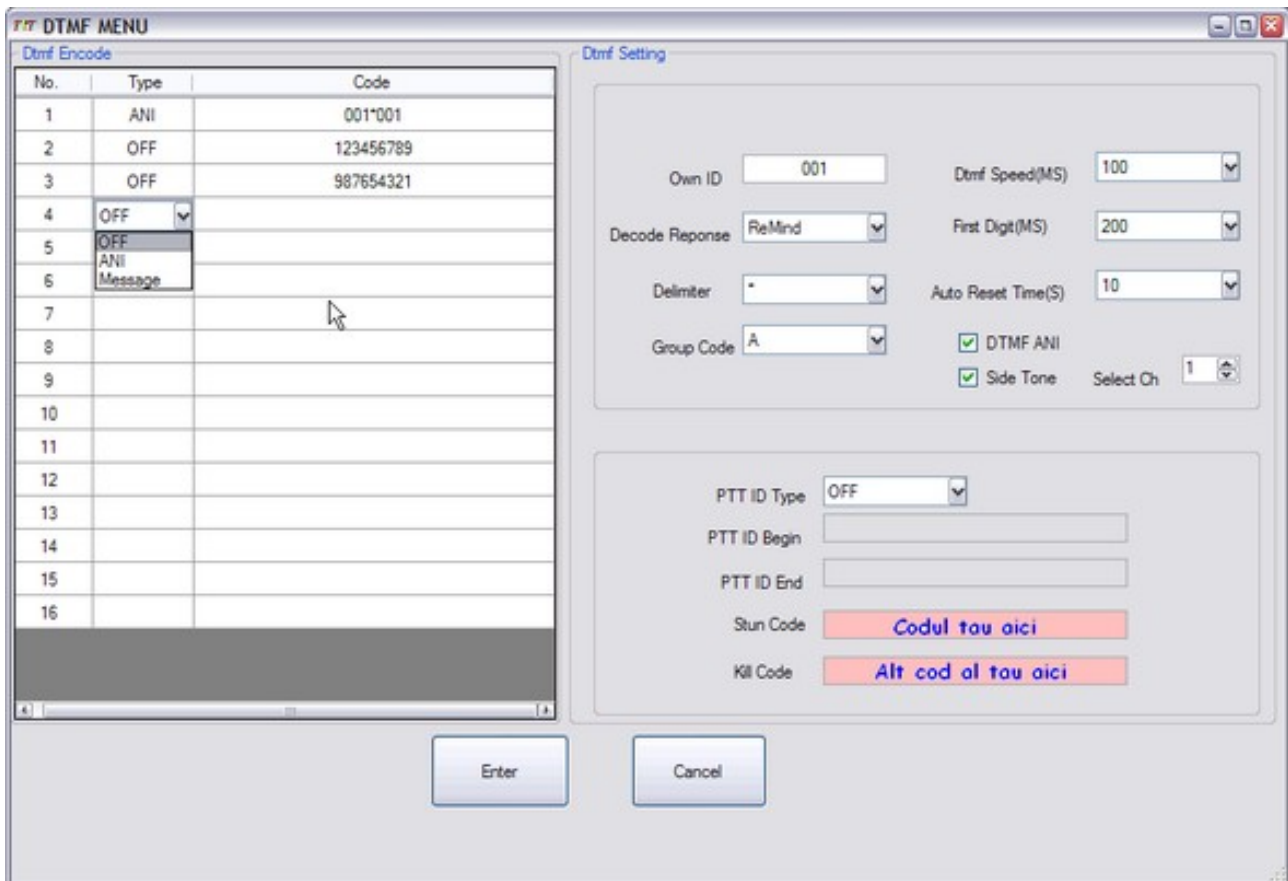 TYT DTMF MENU
Dtmf Encode
No. Type Code
1 ANI 001*001
2 OFF 123456789
3 OFF 987654321
4 OFF
OFF
5
ANI
6 Message
7
8
9
10
11
12
13
14
15
16
Dtmf Setting
Own ID 001 Dtmf Speed(MS) 100
Decode Reponse ReMind First Digit(MS) 200
Delimiter * Auto Reset Time(S) 10
Group Code A DTMF ANI
Side Tone Select Ch 1
PTT ID Type OFF
PTT ID Begin
PTT ID End
Stun Code Codul tau aici
Kill Code Alt cod al tau aici
Enter Cancel